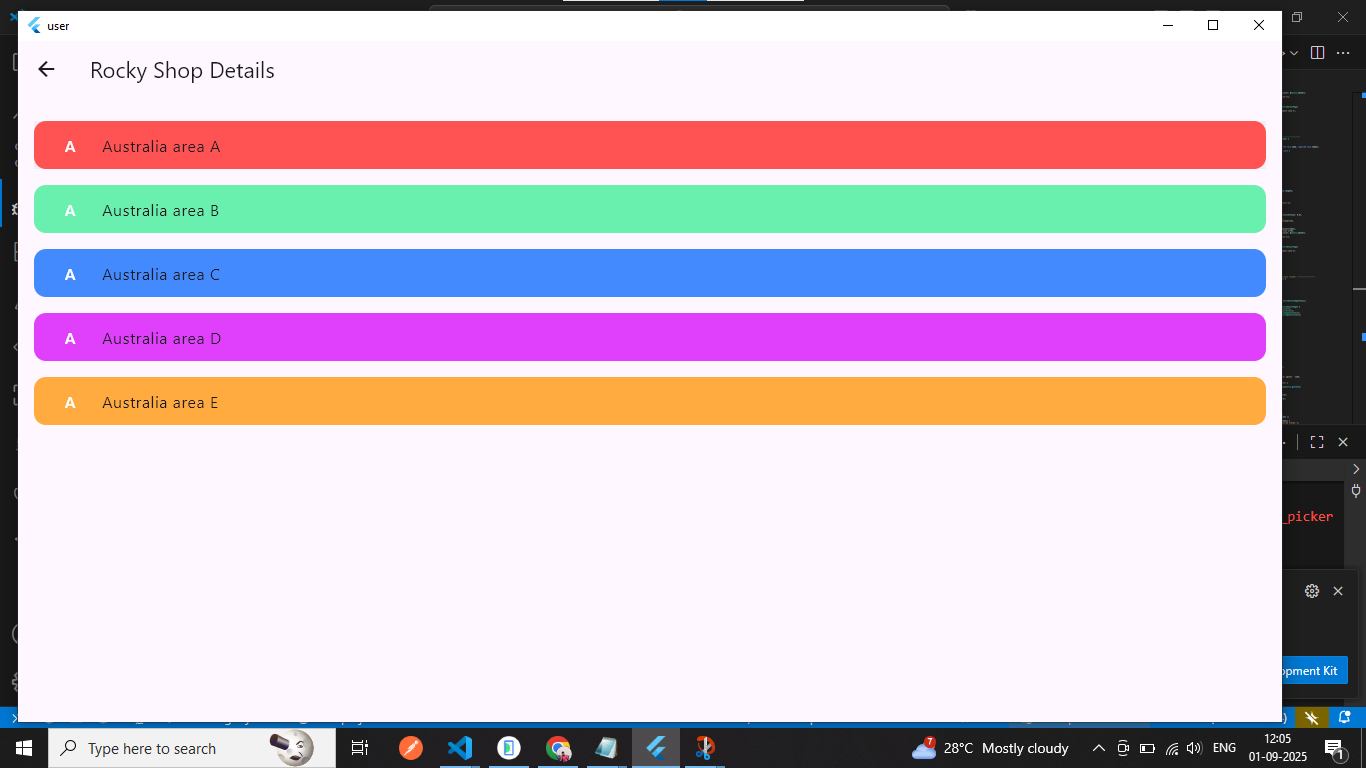 user
Rocky Shop Details
A Australia area A
A Australia area B
A Australia area C
A Australia area D
A Australia area E
_picker
opment Kit
Type here to search
7
28°C Mostly cloudy
ENG
12:05
01-09-2025
1